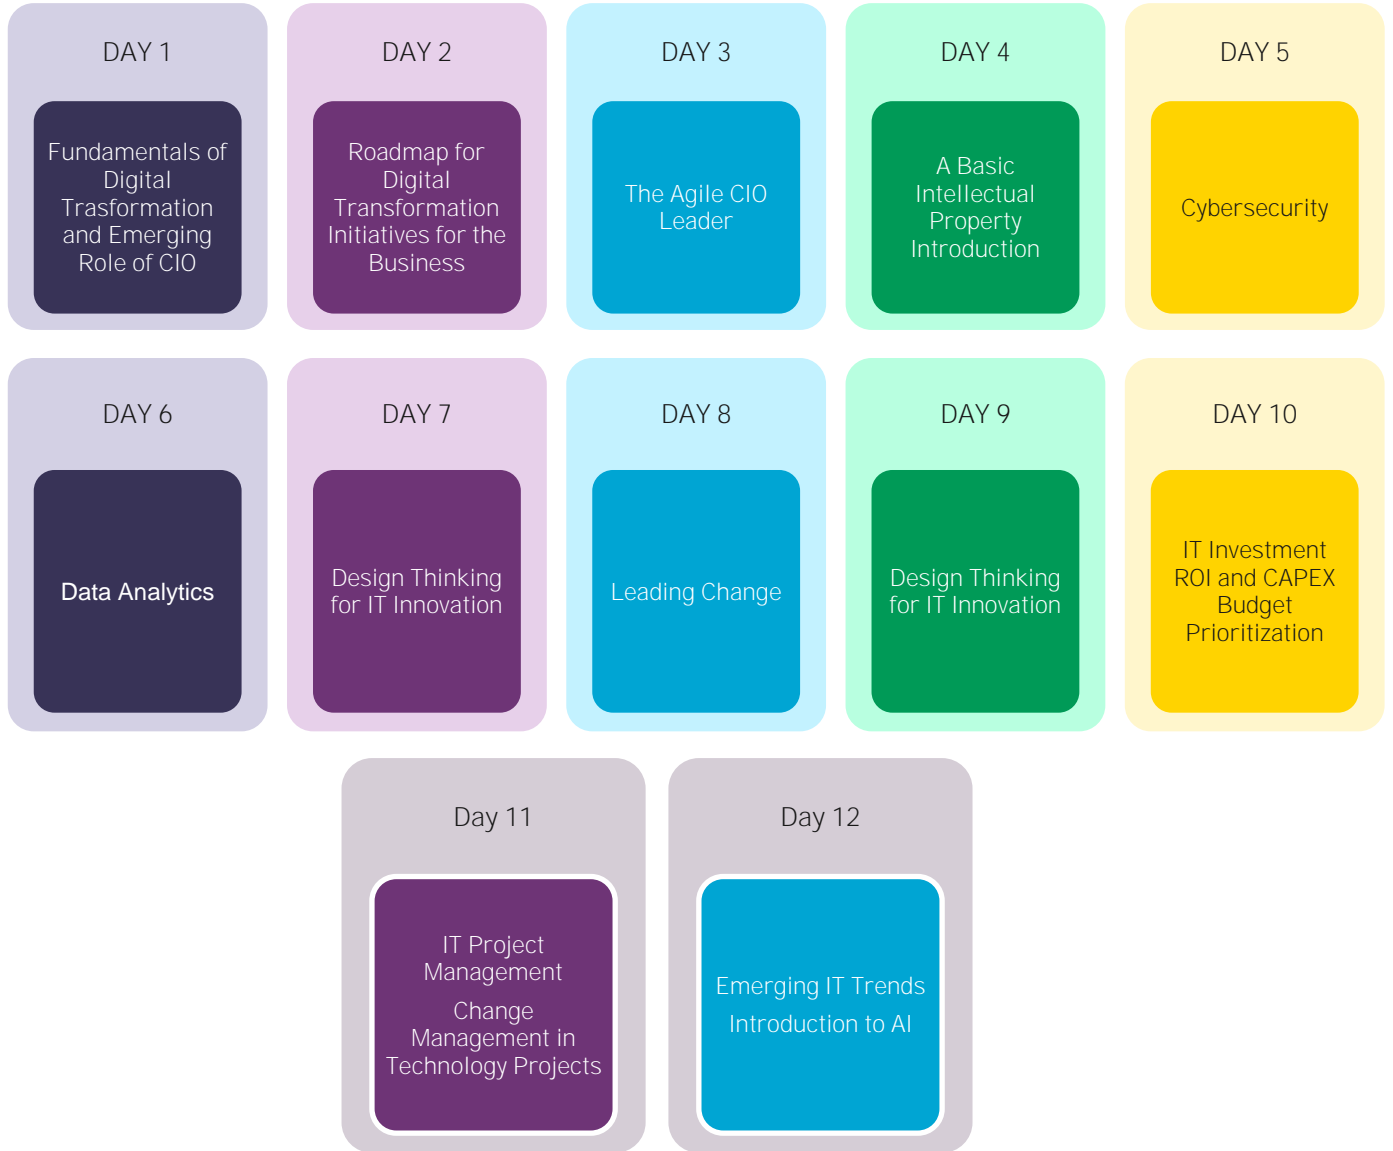 DAY 1
Fundamentals of
Digital
Trasformation
and Emerging
Role of CIO
DAY 2
Roadmap for
Digital
Transformation
Initiatives for the
Business
DAY 3
The Agile CIO
Leader
DAY 4
A Basic
Intellectual
Property
Introduction
DAY 5
Cybersecurity
DAY 6
Data Analytics
DAY 7
Design Thinking
for IT Innovation
DAY 8
Leading Change
DAY 9
Design Thinking
for IT Innovation
DAY 10
IT Investment
ROI and CAPEX
Budget
Prioritization
Day 11
IT Project
Management
Change
Management in
Technology Projects
Day 12
Emerging IT Trends
Introduction to AI